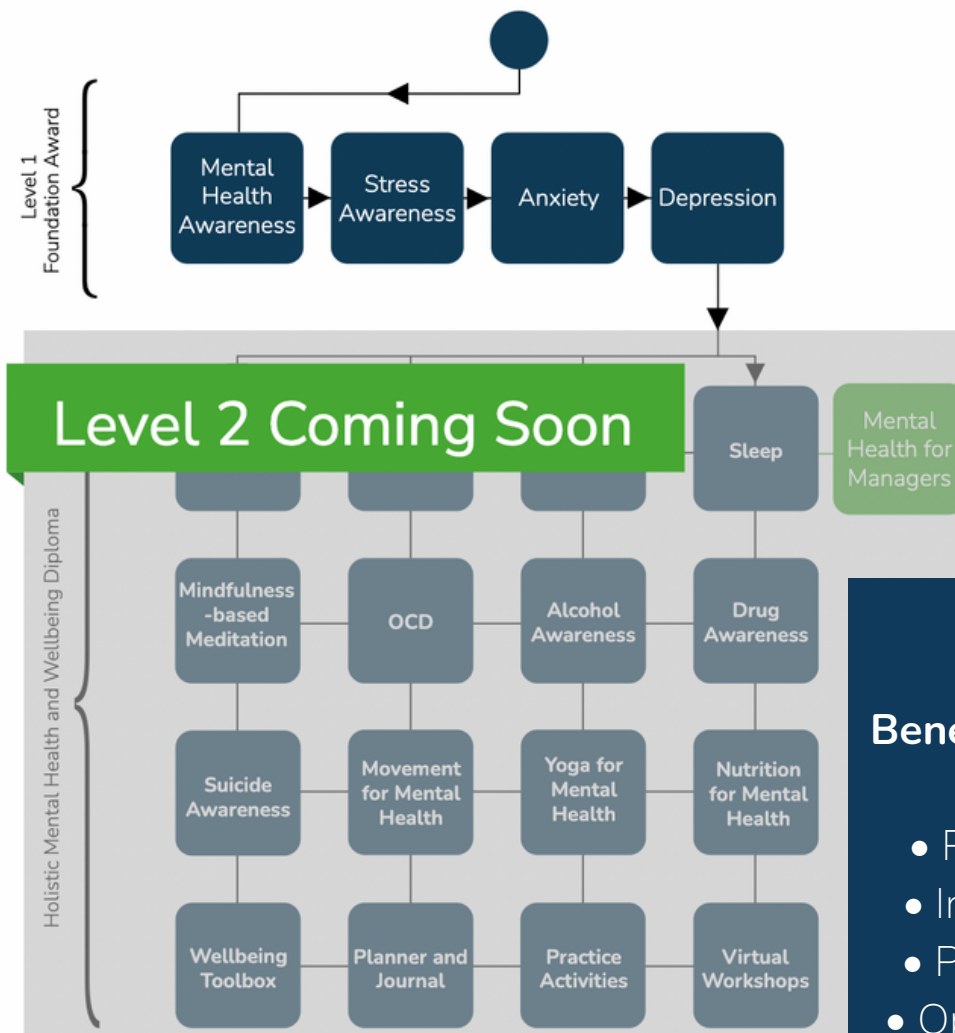 Level 1
Foundation Award
Mental
Health
Awareness
Stress
Awareness
Anxiety
Depression
Level 2 Coming Soon
Sleep
Mental
Health for
Managers
Holistic Mental Health and Wellbeing Diploma
Mindfulness
-based
Meditation
OCD
Alcohol
Awareness
Drug
Awareness
Suicide
Awareness
Movement
for Mental
Health
Yoga for
Mental
Health
Nutrition
for Mental
Health
Wellbeing
Toolbox
Planner and
Journal
Practice
Activities
Virtual
Workshops